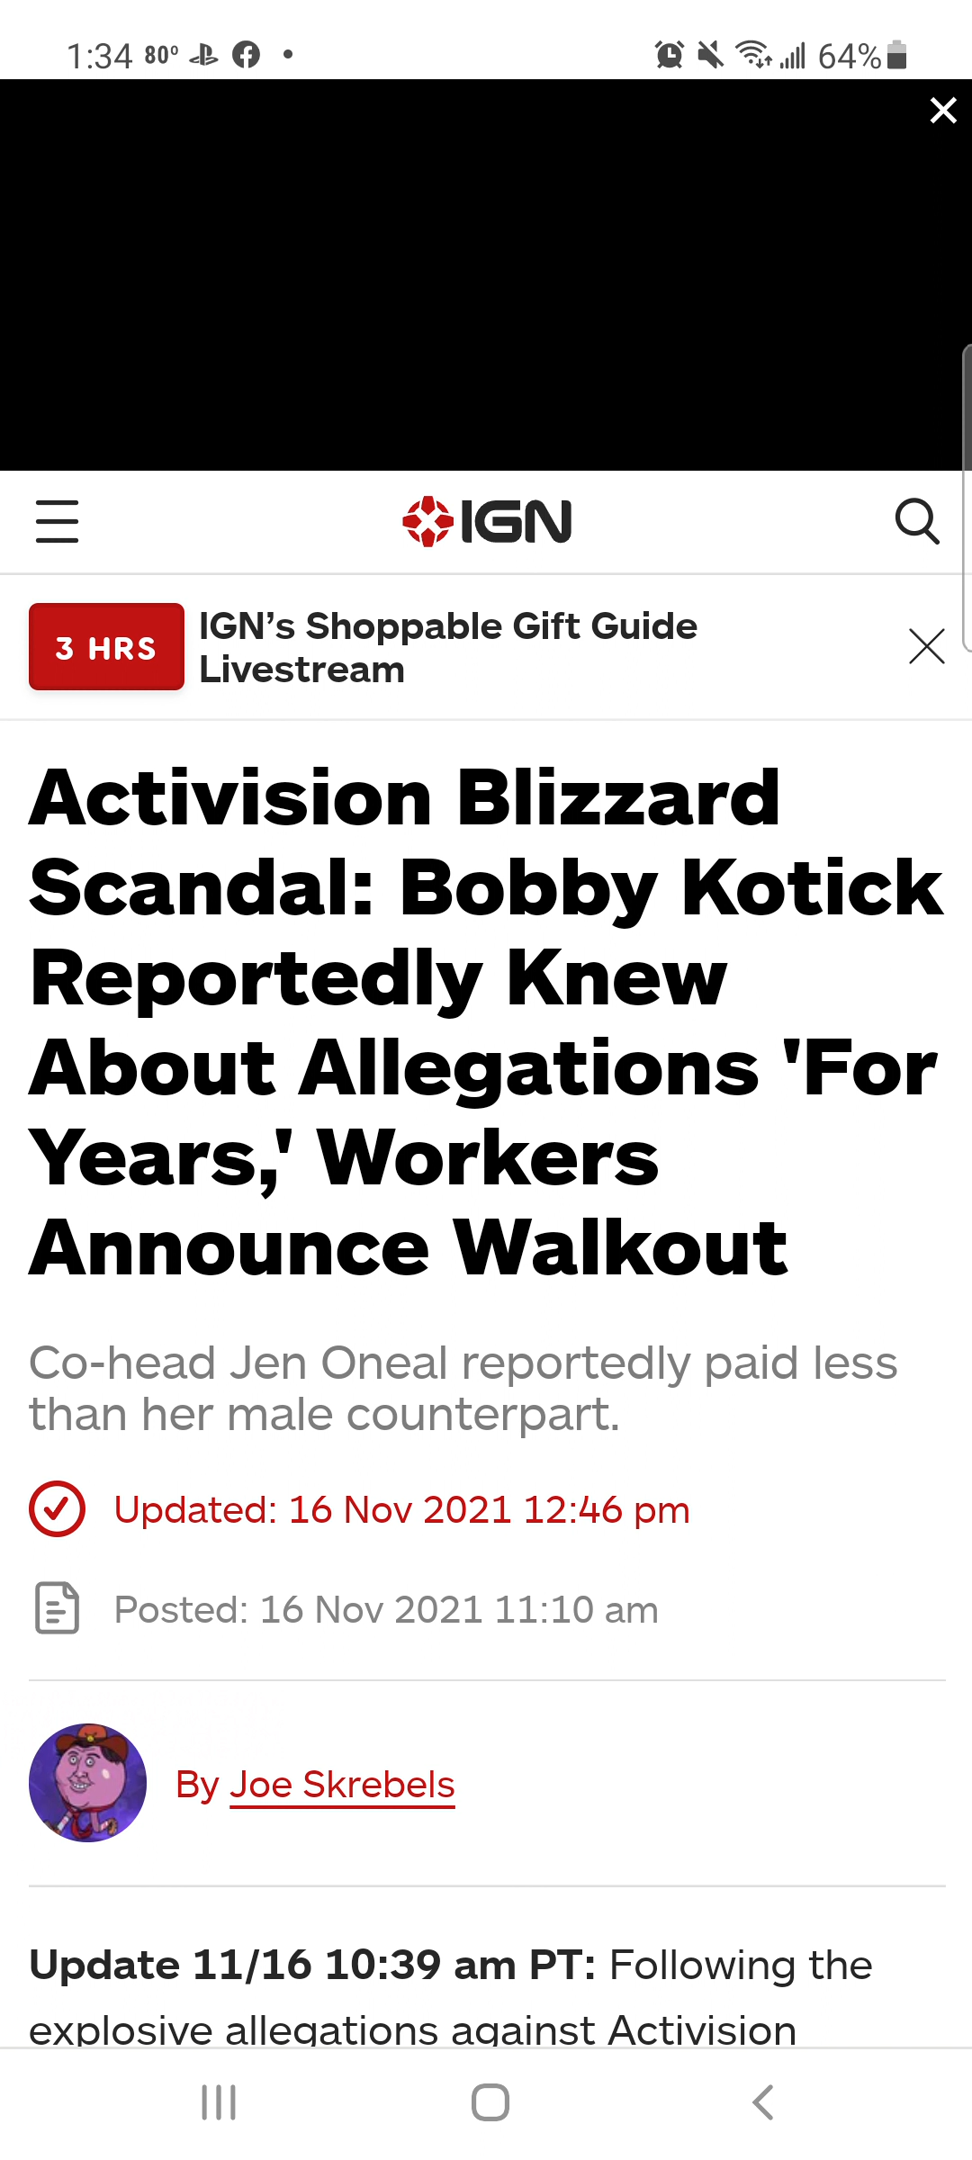 1:34 80°
64%
IGN
3 HRS
IGN’s Shoppable Gift Guide
Livestream
Activision Blizzard
Scandal: Bobby Kotick
Reportedly Knew
About Allegations 'For
Years,' Workers
Announce Walkout
Co-head Jen Oneal reportedly paid less
than her male counterpart.
Updated: 16 Nov 2021 12:46 pm
Posted: 16 Nov 2021 11:10 am
By Joe Skrebels
Update 11/16 10:39 am PT: Following the
explosive allegations against Activision